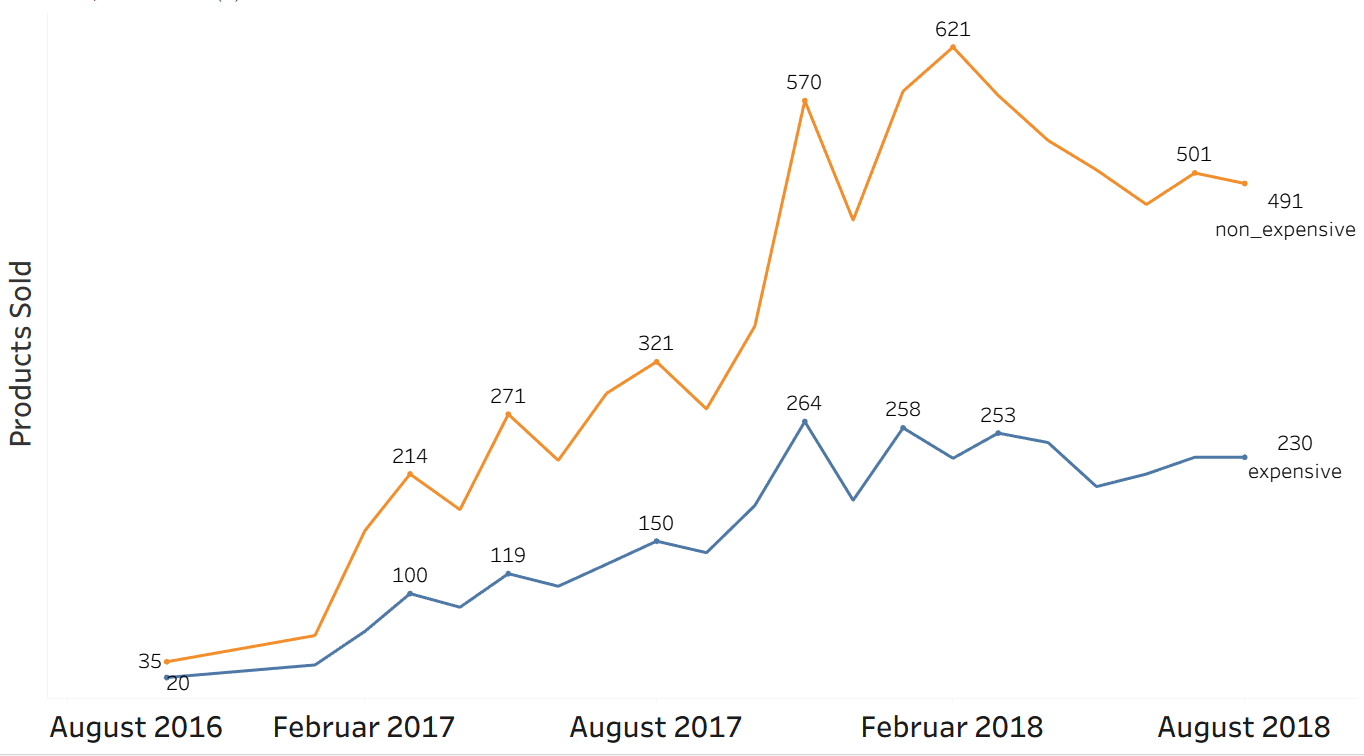 621
570
501
491
non_expensive
321
271
264
258
253
230
expensive
214
150
119
100
35
20
Products Sold
August 2016
Februar 2017
August 2017
Februar 2018
August 2018